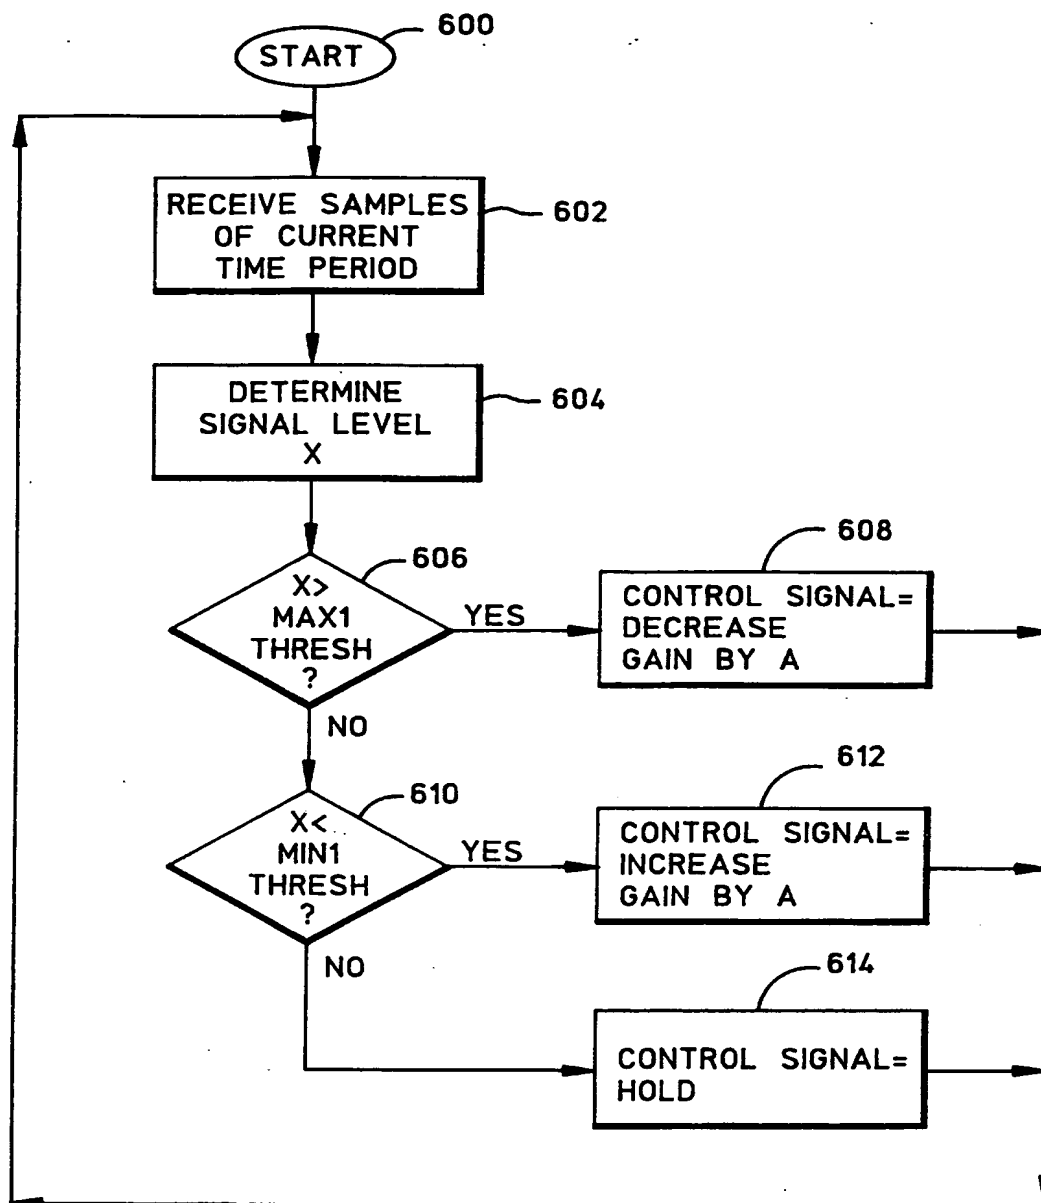 START
600
RECEIVE SAMPLES
OF CURRENT
TIME PERIOD
602
DETERMINE
SIGNAL LEVEL
X
604
X>
MAX1
THRESH
?
606
YES
NO
CONTROL SIGNAL=
DECREASE
GAIN BY A
608
X<
MIN1
THRESH
?
610
YES
NO
CONTROL SIGNAL=
INCREASE
GAIN BY A
612
CONTROL SIGNAL=
HOLD
614